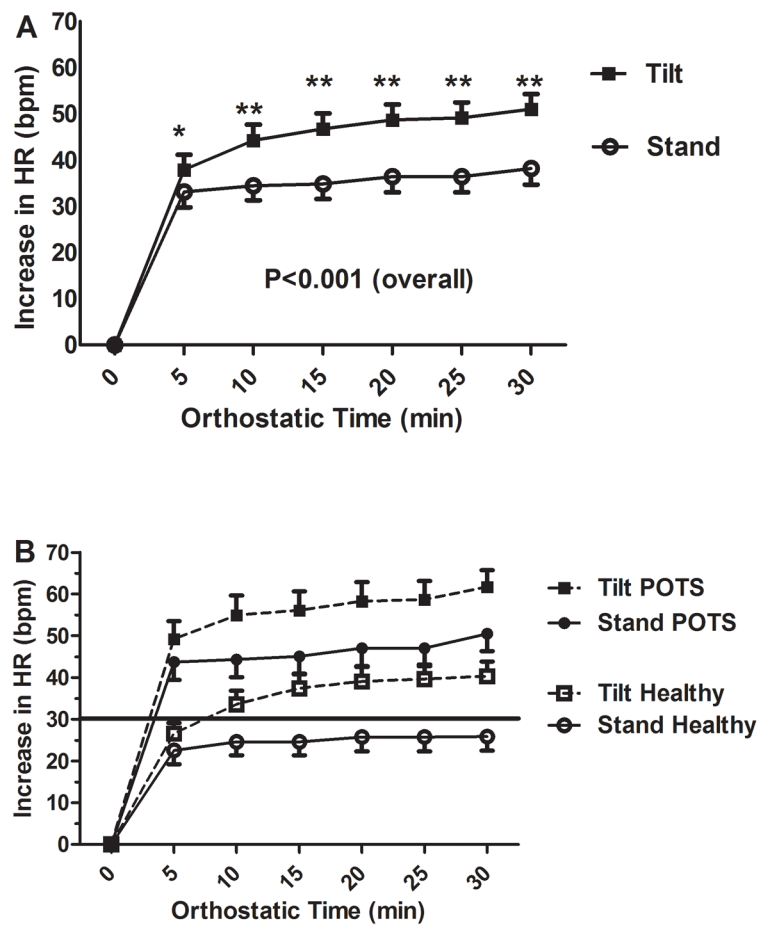 A
70
60
50
40
30
20
10
0
Increase in HR (bpm)
* ** ** ** ** **
Tilt
Stand
P<0.001 (overall)
0 5 10 15 20 25 30
Orthostatic Time (min)
B
70
60
50
40
30
20
10
0
Increase in HR (bpm)
Tilt POTS
Stand POTS
Tilt Healthy
Stand Healthy
0 5 10 15 20 25 30
Orthostatic Time (min)